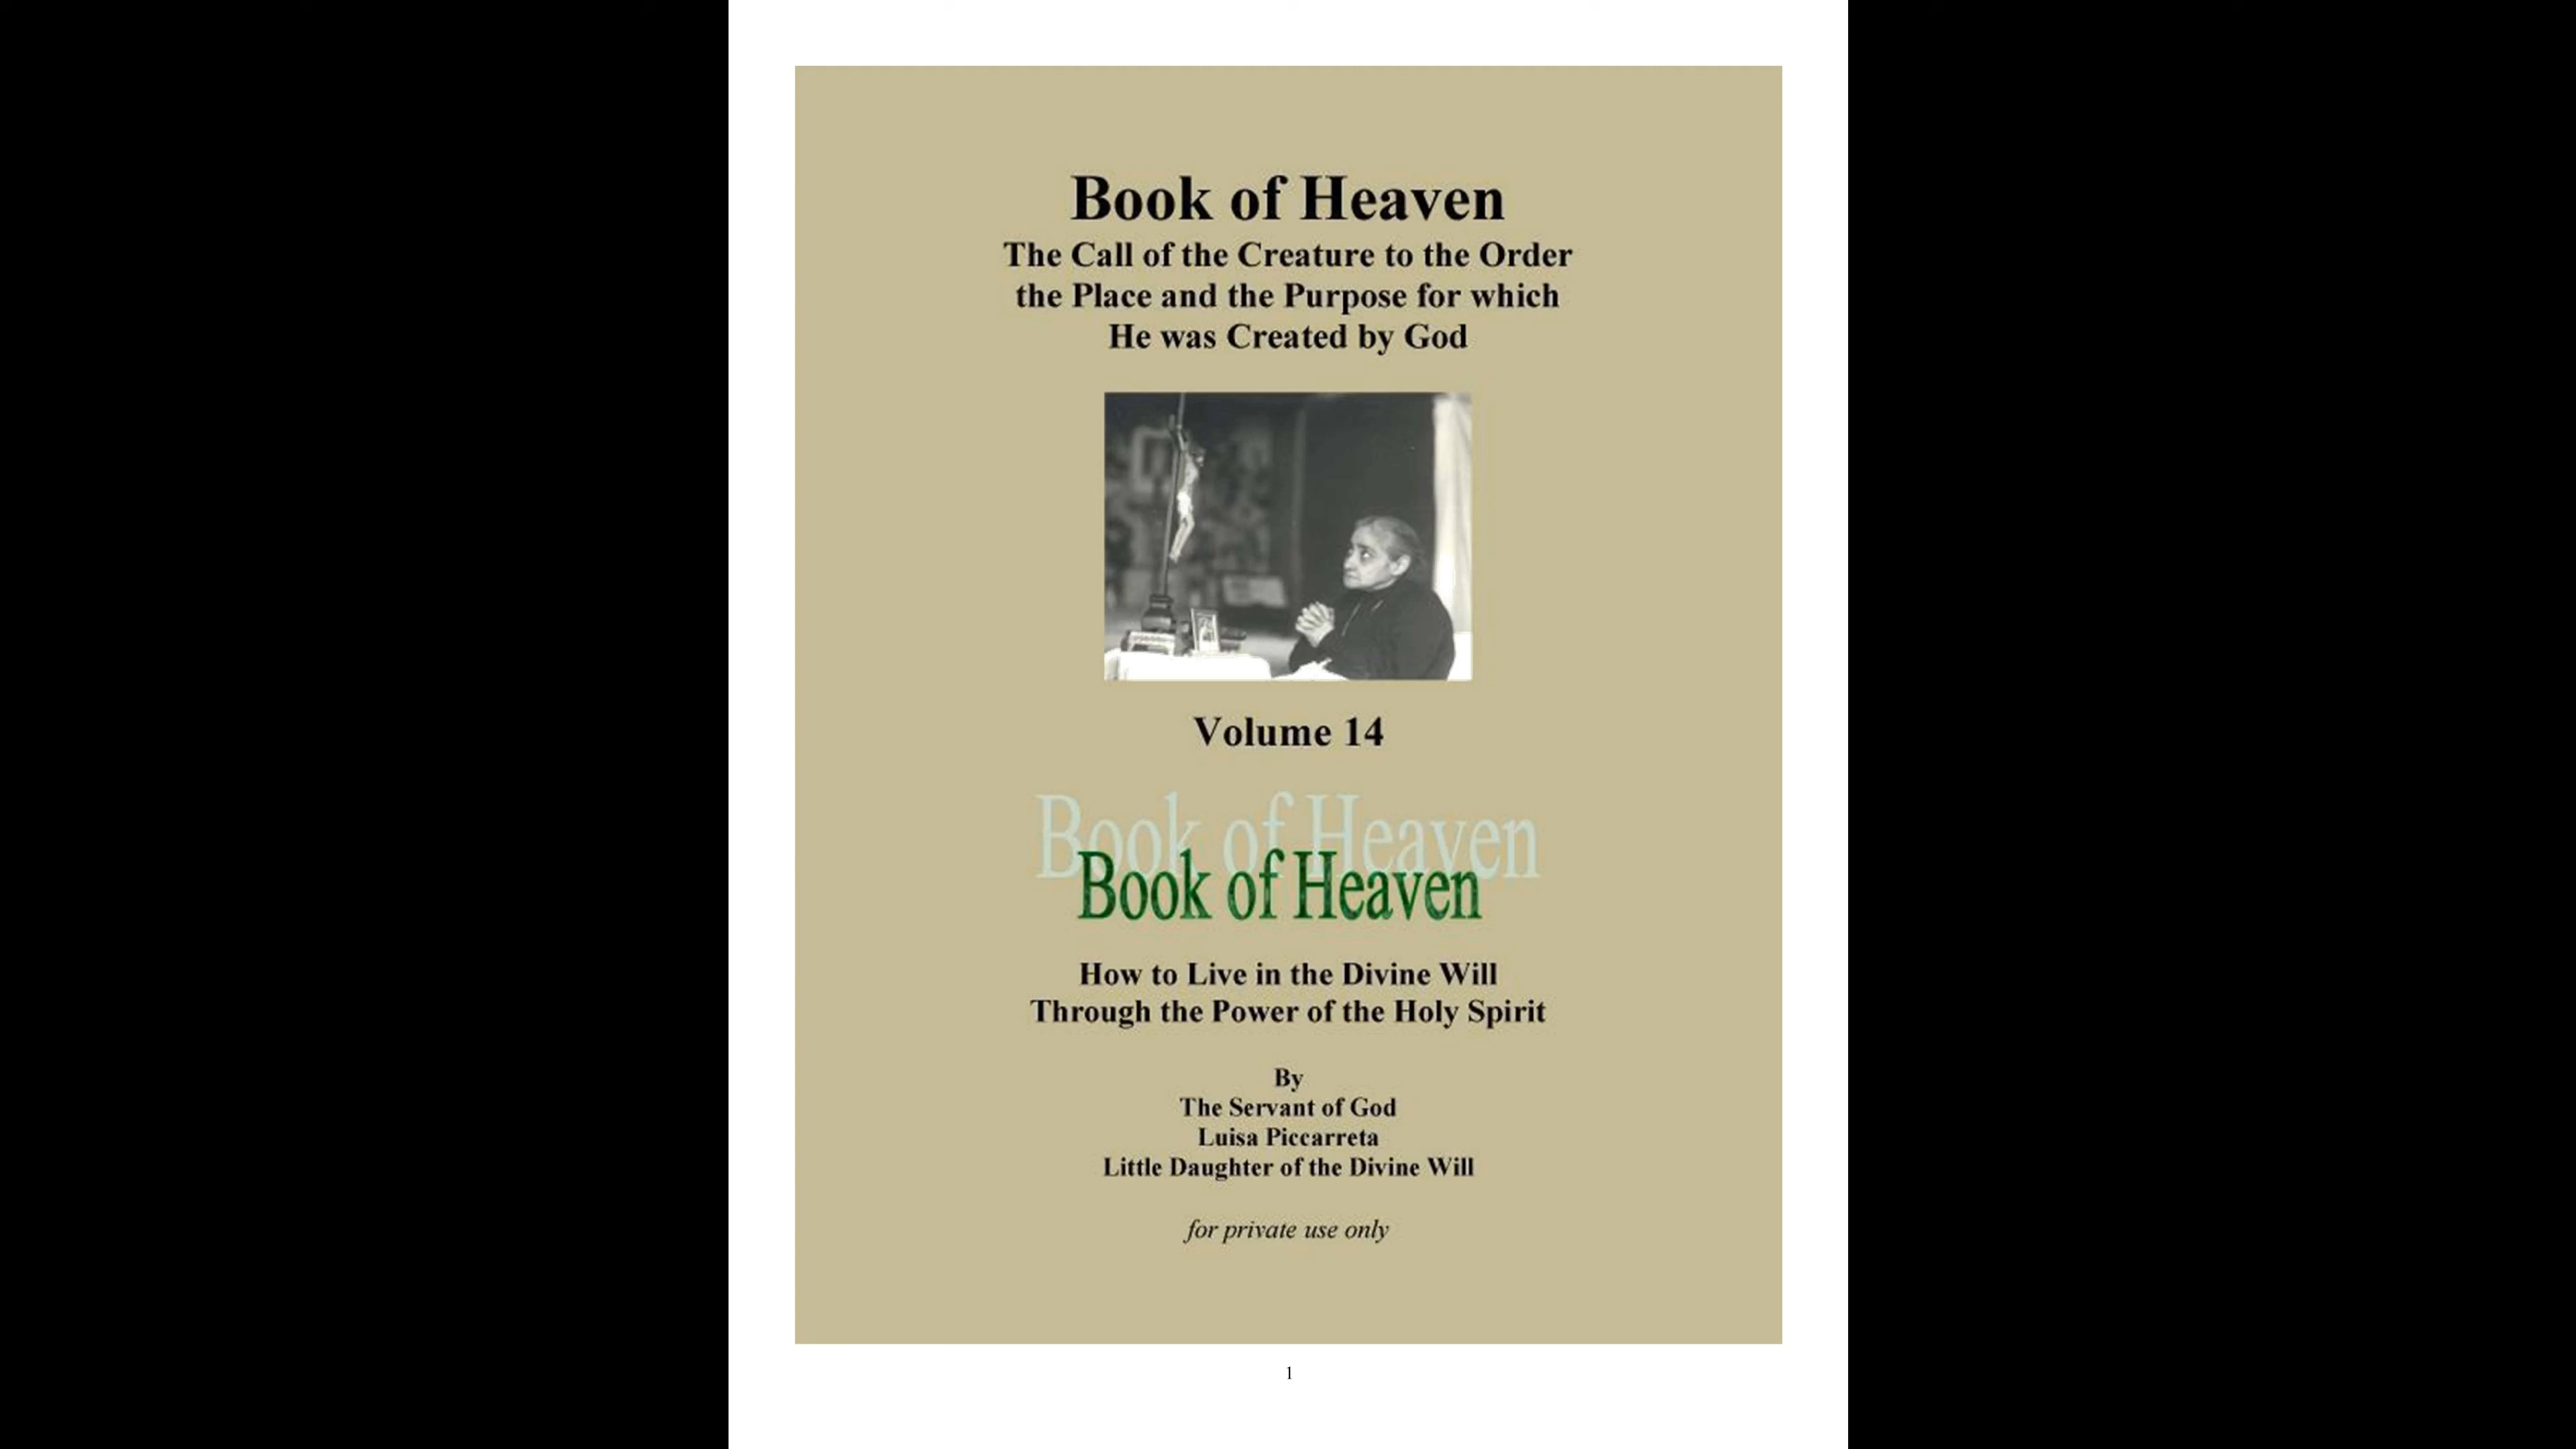 Book of Heaven
The Call of the Creature to the Order
the Place and the Purpose for which
He was Created by God
Volume 14
Book of Heaven
Book of Heaven
How to Live in the Divine Will
Through the Power of the Holy Spirit
By
The Servant of God
Luisa Piccarreta
Little Daughter of the Divine Will
for private use only
1